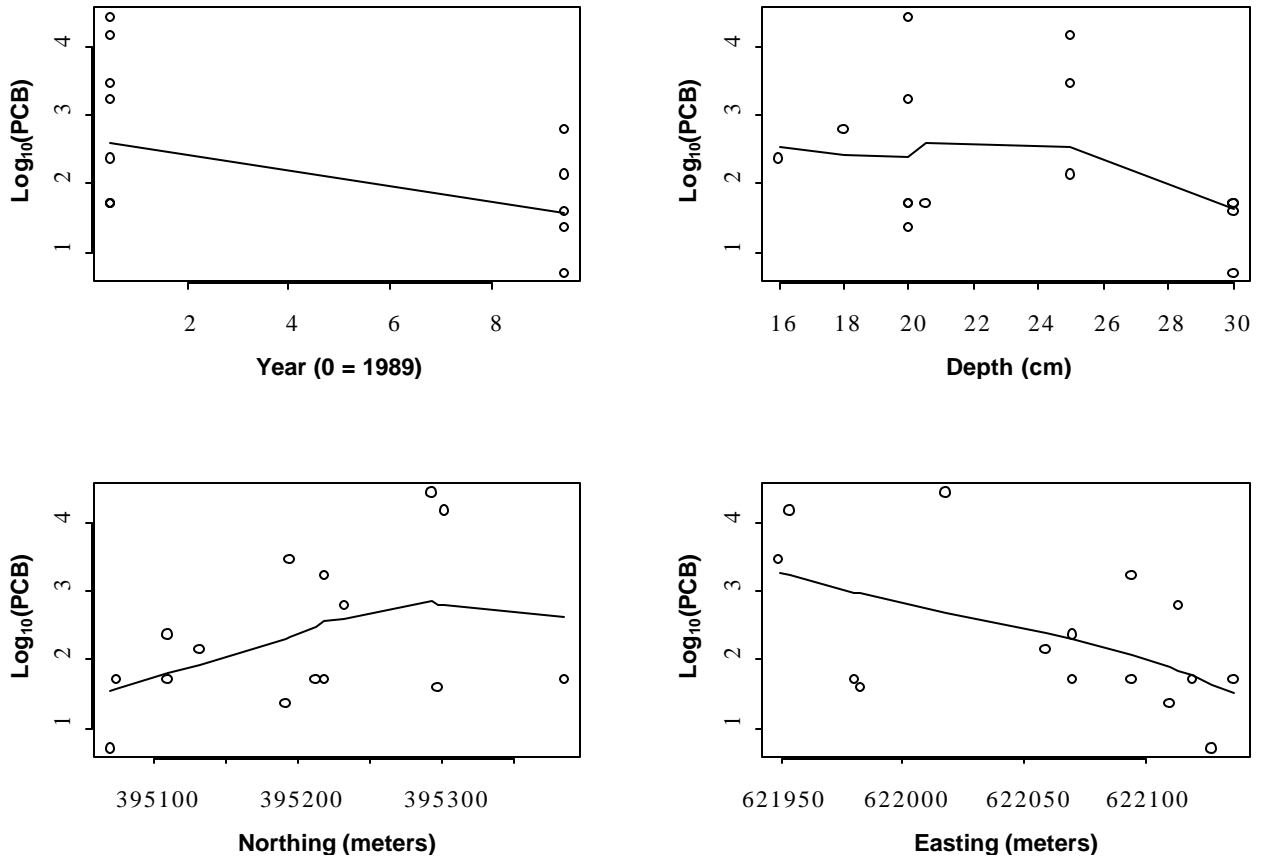 Log10(PCB)
4
3
2
1
2 4 6 8
Year (0 = 1989)
Log10(PCB)
4
3
2
1
16 18 20 22 24 26 28 30
Depth (cm)
Log10(PCB)
4
3
2
1
395100 395200 395300
Northing (meters)
Log10(PCB)
4
3
2
1
621950 622000 622050 622100
Easting (meters)